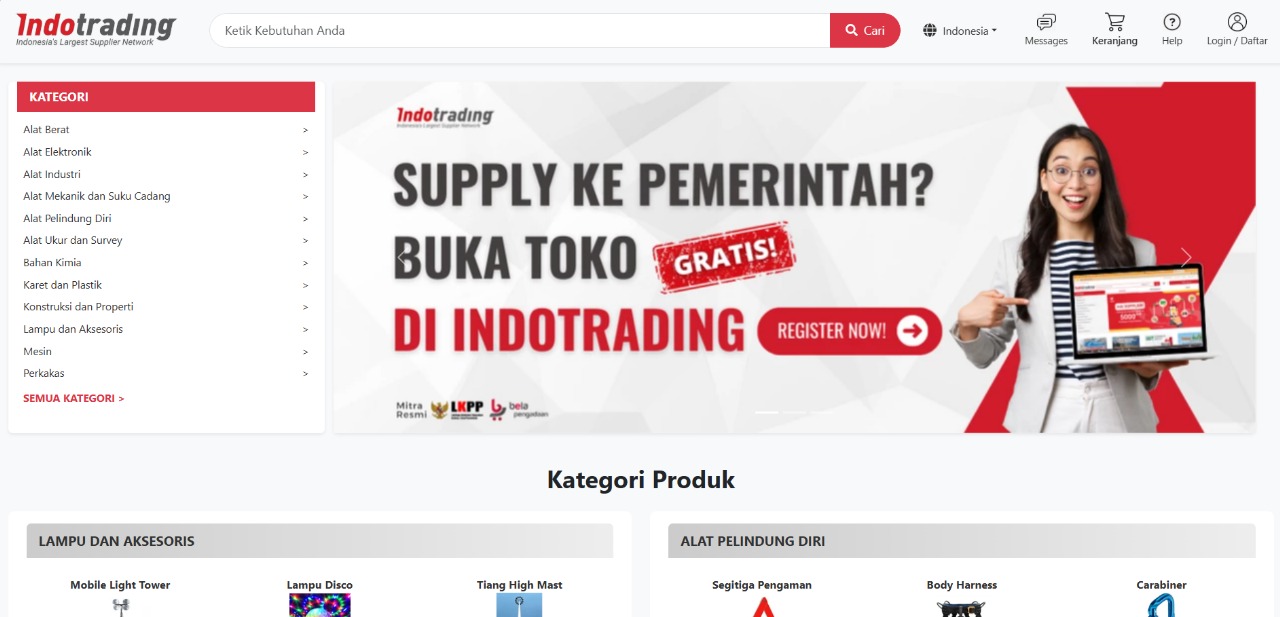 Indotrading
Indonesia's Largest Supplier Network
Ketik Kebutuhan Anda
Cari
Indonesia
Messages
Keranjang
Help
Login / Daftar
KATEGORI
Alat Berat >
Alat Elektronik >
Alat Industri >
Alat Mekanik dan Suku Cadang >
Alat Pelindung Diri >
Alat Ukur dan Survey >
Bahan Kimia >
Karet dan Plastik >
Konstruksi dan Properti >
Lampu dan Aksesoris >
Mesin >
Perkakas >
SEMUA KATEGORI >
Indotrading
Indonesia's Largest Supplier Network
SUPPLY KE PEMERINTAH?
BUKA TOKO GRATIS!
DI INDOTRADING REGISTER NOW!
Mitra
Resmi
LKPP
bela
pengadaan
Kategori Produk
LAMPU DAN AKSESORIS
Mobile Light Tower
Lampu Disco
Tiang High Mast
ALAT PELINDUNG DIRI
Segitiga Pengaman
Body Harness
Carabiner